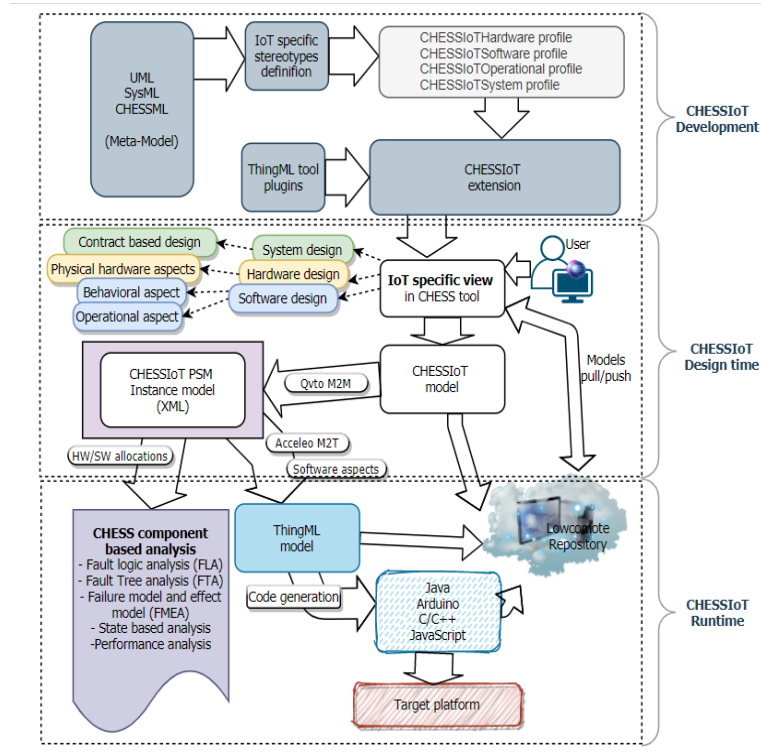 UML
SysML
CHESSML
(Meta-Model)
IoT specific
stereotypes
definifion
CHESSIoTHardware profile
CHESSIoTSoftware profile
CHESSIoTOperational profile
CHESSIoTSystem profile
CHESSIoT
Development
ThingML tool
plugins
CHESSIoT
extension
Contract based design
System design
User
Physical hardware aspects
Hardware design
IoT specific view
in CHESS tool
Behavioral aspect
Software design
Operational aspect
CHESSIoT
Design time
Models
pull/push
CHESSIoT PSM
Instance model
(XML)
Qvto M2M
CHESSIoT
model
Acceleo M2T
HW/SW allocations
Software aspects
CHESS component
based analysis
- Fault logic analysis (FLA)
- Fault Tree analysis (FTA)
- Failure model and effect
model (FMEA)
- State based analysis
-Performance analysis
ThingML
model
Lowcomote
Repository
Code generation
Java
Arduino
C/C++
JavaScript
CHESSIoT
Runtime
Target platform